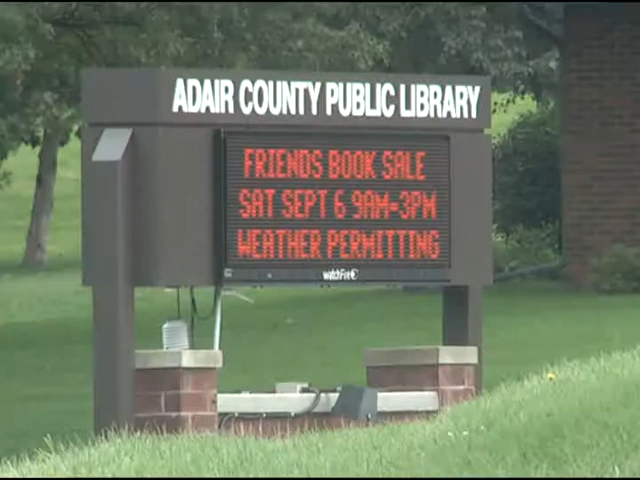 ADAIR COUNTY PUBLIC LIBRARY
FRIENDS BOOK SALE
SAT SEPT 6 9AM-3PM
WEATHER PERMITTING
watchfire